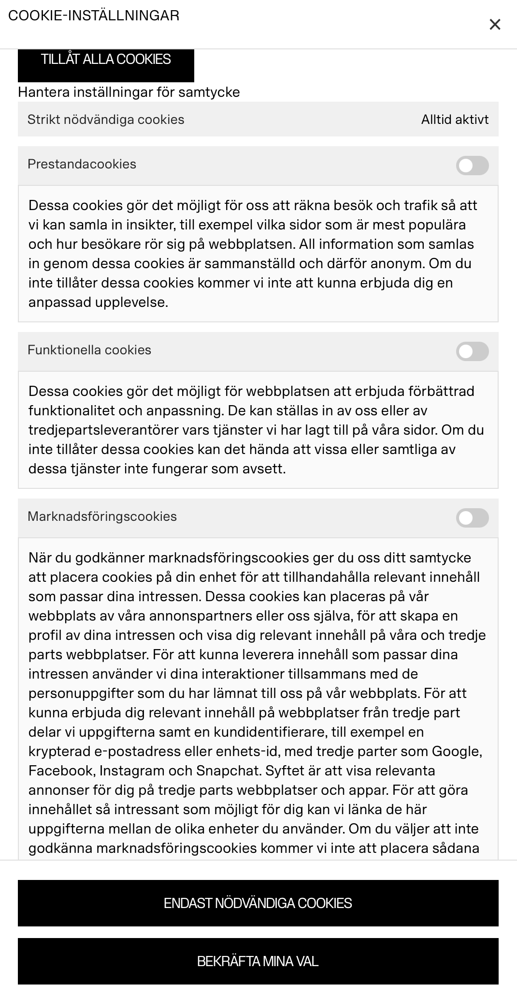 COOKIE-INSTÄLLNINGAR
TILLÅT ALLA COOKIES
Hantera inställningar för samtycke
Strikt nödvändiga cookies
Alltid aktivt
Prestandacookies
Dessa cookies gör det möjligt för oss att räkna besök och trafik så att
vi kan samla in insikter, till exempel vilka sidor som är mest populära
och hur besökare rör sig på webbplatsen. All information som samlas
in genom dessa cookies är sammanställd och därför anonym. Om du
inte tillåter dessa cookies kommer vi inte att kunna erbjuda dig en
anpassad upplevelse.
Funktionella cookies
Dessa cookies gör det möjligt för webbplatsen att erbjuda förbättrad
funktionalitet och anpassning. De kan ställas in av oss eller av
tredjepartsleverantörer vars tjänster vi har lagt till på våra sidor. Om du
inte tillåter dessa cookies kan det hända att vissa eller samtliga av
dessa tjänster inte fungerar som avsett.
Marknadsföringscookies
När du godkänner marknadsföringscookies ger du oss ditt samtycke
att placera cookies på din enhet för att tillhandahålla relevant innehåll
som passar dina intressen. Dessa cookies kan placeras på vår
webbplats av våra annonspartners eller oss själva, för att skapa en
profil av dina intressen och visa dig relevant innehåll på våra och tredje
parts webbplatser. För att kunna leverera innehåll som passar dina
intressen använder vi dina interaktioner tillsammans med de
personuppgifter som du har lämnat till oss på vår webbplats. För att
kunna erbjuda dig relevant innehåll på webbplatser från tredje part
delar vi uppgifterna samt en kundidentifierare, till exempel en
krypterad e-postadress eller enhets-id, med tredje parter som Google,
Facebook, Instagram och Snapchat. Syftet är att visa relevanta
annonser för dig på tredje parts webbplatser och appar. För att göra
innehållet så intressant som möjligt för dig kan vi länka de här
uppgifterna mellan de olika enheter du använder. Om du väljer att inte
godkänna marknadsföringscookies kommer vi inte att placera sådana
ENDAST NÖDVÄNDIGA COOKIES
BEKRÄFTA MINA VAL